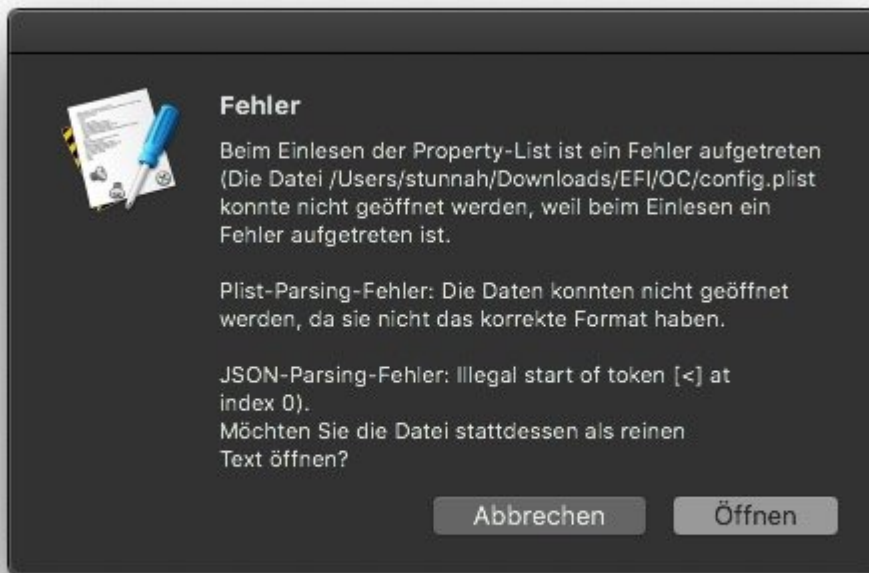 Fehler
Beim Einlesen der Property-List ist ein Fehler aufgetreten
(Die Datei /Users/stunnah/Downloads/EFI/OC/config.plist
konnte nicht geöffnet werden, weil beim Einlesen ein
Fehler aufgetreten ist.
Plist-Parsing-Fehler: Die Daten konnten nicht geöffnet
werden, da sie nicht das korrekte Format haben.
JSON-Parsing-Fehler: Illegal start of token [<] at
index 0).
Möchten Sie die Datei stattdessen als reinen
Text öffnen?
Abbrechen
Öffnen